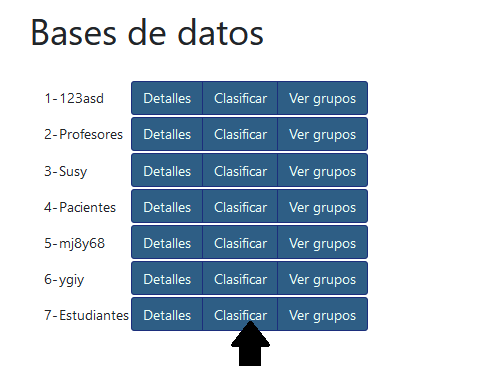 Bases de datos
1-123asd Detalles Clasificar Ver grupos
2-Profesores Detalles Clasificar Ver grupos
3-Susy Detalles Clasificar Ver grupos
4-Pacientes Detalles Clasificar Ver grupos
5-mj8y68 Detalles Clasificar Ver grupos
6-ygiy Detalles Clasificar Ver grupos
7-Estudiantes Detalles Clasificar Ver grupos